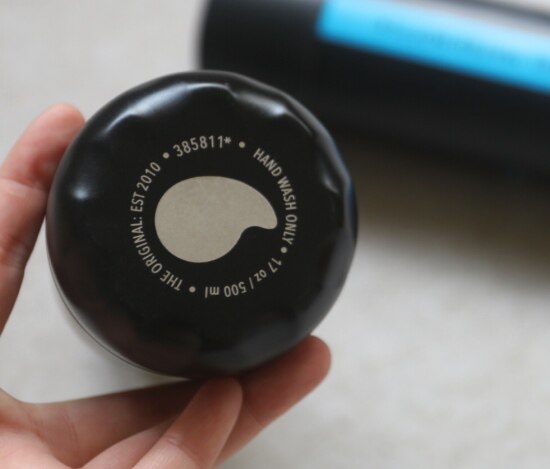 THE ORIGINAL: EST 2010 • 385811* • HAND WASH ONLY • 17 oz / 500 ml •